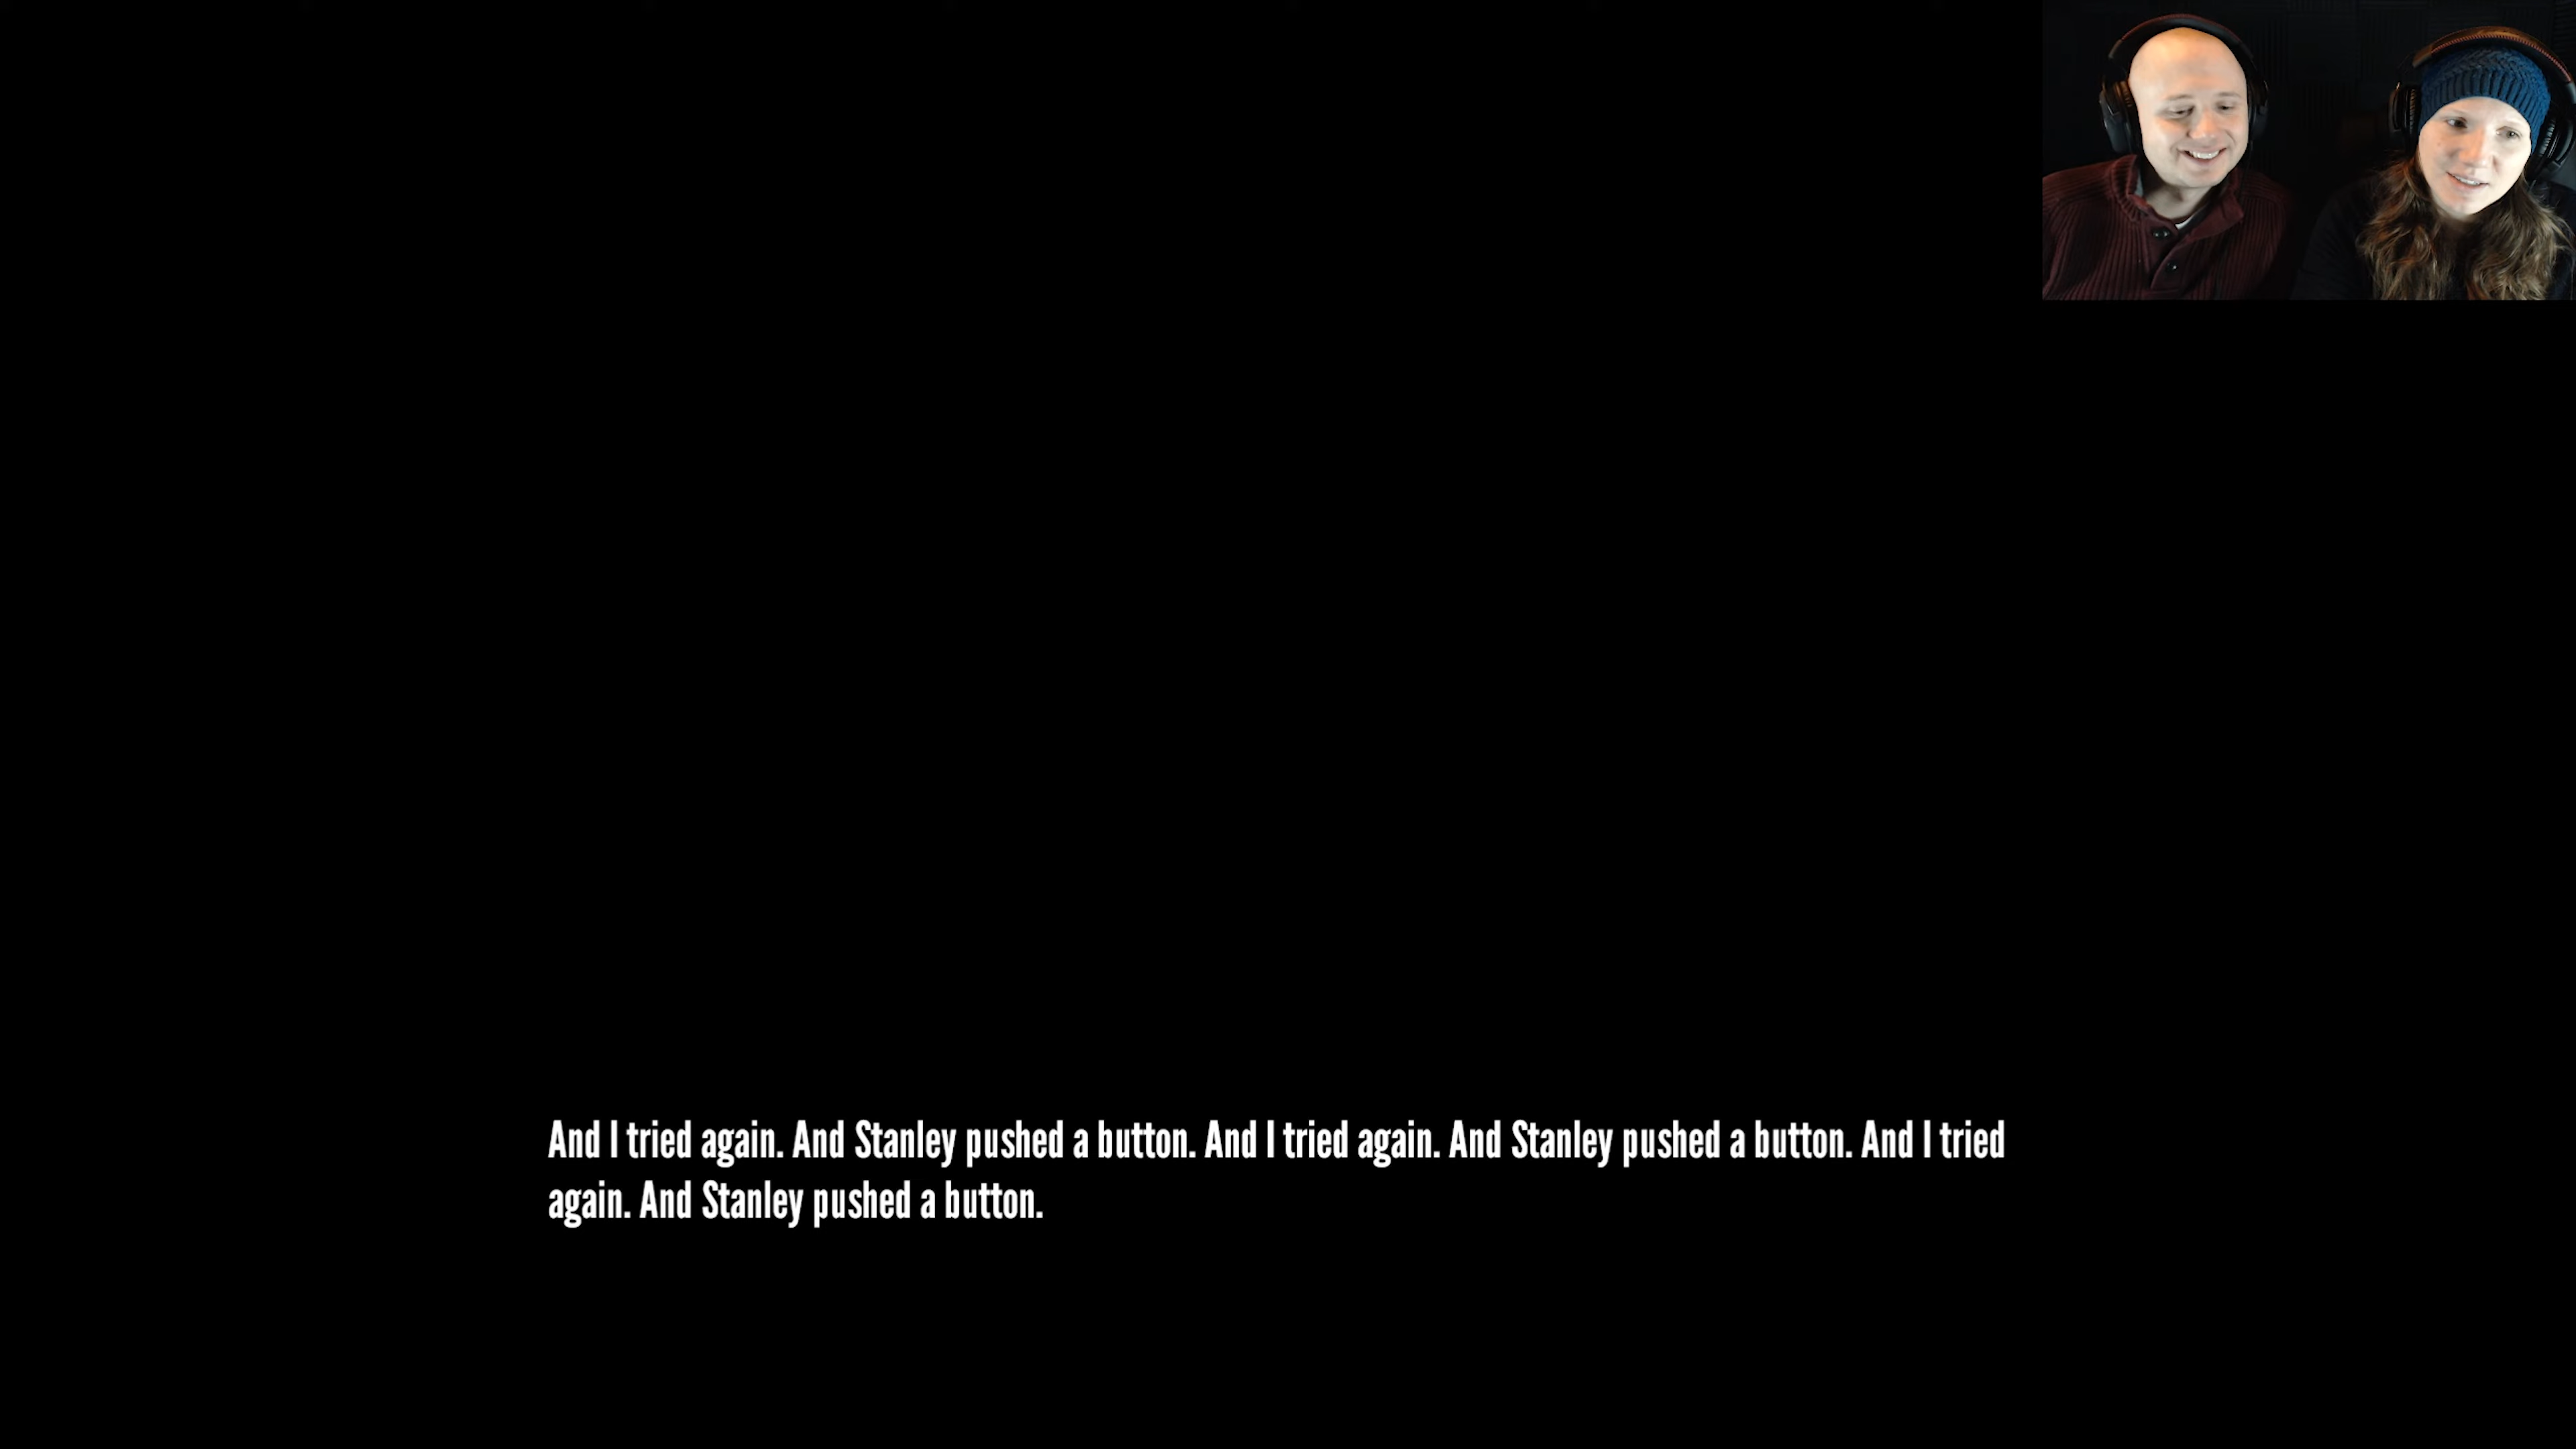 And I tried again. And Stanley pushed a button. And I tried again. And Stanley pushed a button. And I tried
again. And Stanley pushed a button.